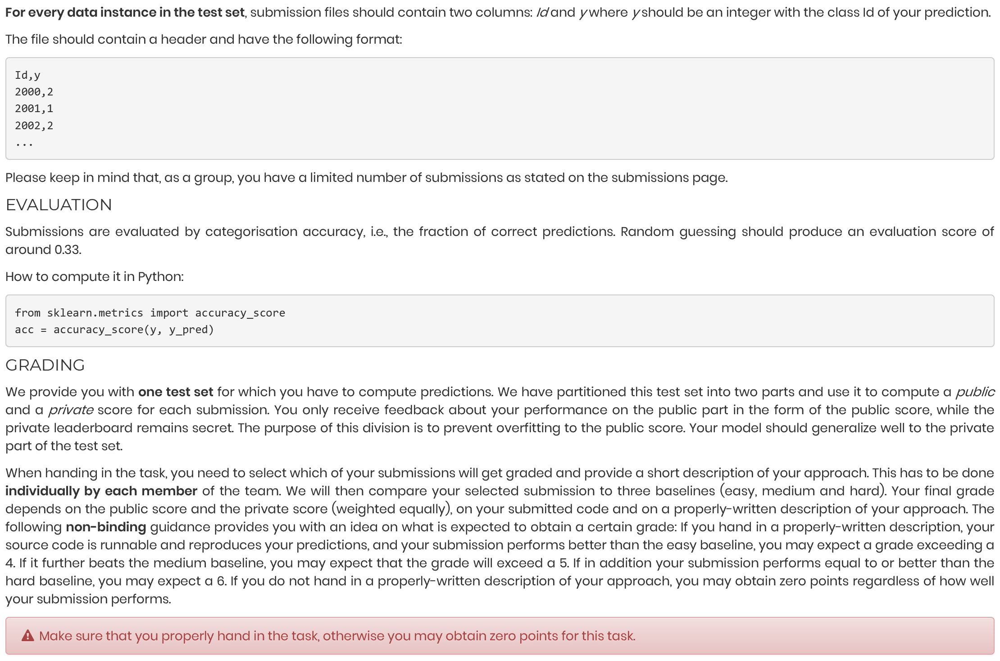 For every data instance in the test set, submission files should contain two columns: Id and y where y should be an integer with the class Id of your prediction.
The file should contain a header and have the following format:
Id,y
2000,2
2001,1
2002,2
...
Please keep in mind that, as a group, you have a limited number of submissions as stated on the submissions page.
EVALUATION
Submissions are evaluated by categorisation accuracy, i.e., the fraction of correct predictions. Random guessing should produce an evaluation score of
around 0.33.
How to compute it in Python:
from sklearn.metrics import accuracy_score
acc = accuracy_score(y, y_pred)
GRADING
We provide you with one test set for which you have to compute predictions. We have partitioned this test set into two parts and use it to compute a public
and a private score for each submission. You only receive feedback about your performance on the public part in the form of the public score, while the
private leaderboard remains secret. The purpose of this division is to prevent overfitting to the public score. Your model should generalize well to the private
part of the test set.
When handing in the task, you need to select which of your submissions will get graded and provide a short description of your approach. This has to be done
individually by each member of the team. We will then compare your selected submission to three baselines (easy, medium and hard). Your final grade
depends on the public score and the private score (weighted equally), on your submitted code and on a properly-written description of your approach. The
following non-binding guidance provides you with an idea on what is expected to obtain a certain grade: If you hand in a properly-written description, your
source code is runnable and reproduces your predictions, and your submission performs better than the easy baseline, you may expect a grade exceeding a
4. If it further beats the medium baseline, you may expect that the grade will exceed a 5. If in addition your submission performs equal to or better than the
hard baseline, you may expect a 6. If you do not hand in a properly-written description of your approach, you may obtain zero points regardless of how well
your submission performs.
Make sure that you properly hand in the task, otherwise you may obtain zero points for this task.